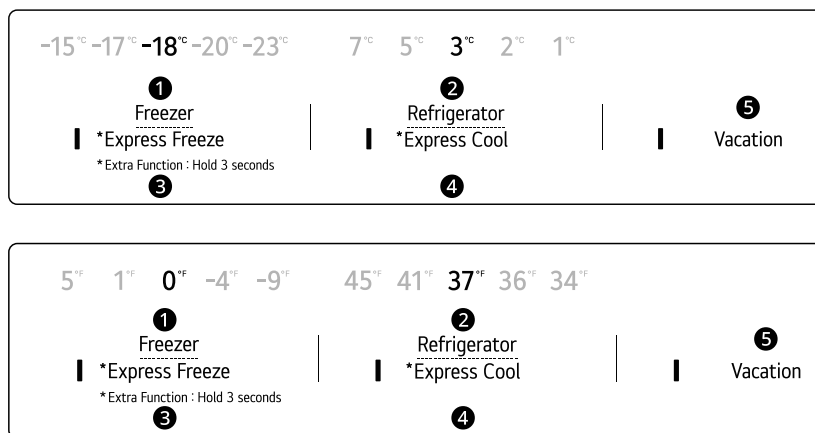 -15°C -17°C -18°C -20°C -23°C 7°C 5°C 3°C 2°C 1°C
1 2 5
Freezer Refrigerator
*Express Freeze *Express Cool Vacation
*Extra Function : Hold 3 seconds
3 4
5°F 1°F 0°F -4°F -9°F 45°F 41°F 37°F 36°F 34°F
1 2 5
Freezer Refrigerator
*Express Freeze *Express Cool Vacation
*Extra Function : Hold 3 seconds
3 4